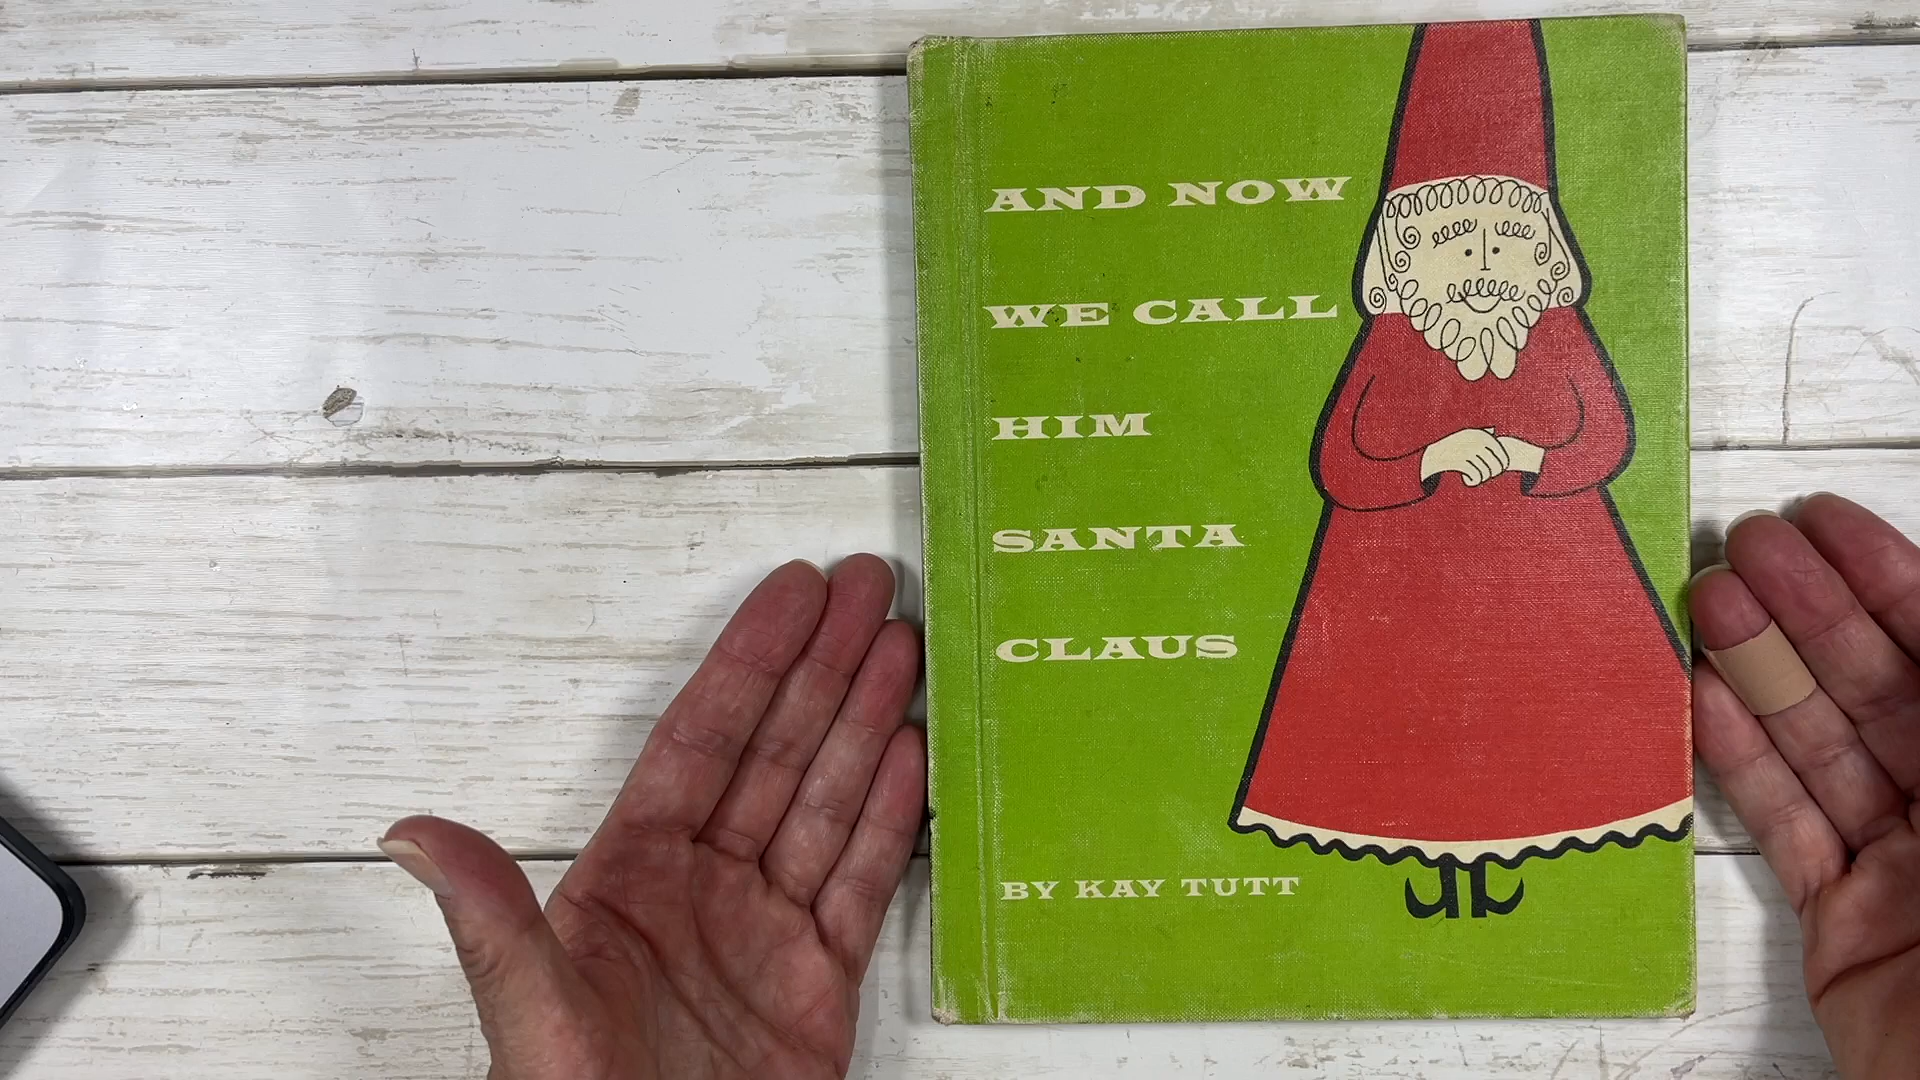 AND NOW
WE CALL
HIM
SANTA
CLAUS
BY KAY TUTT